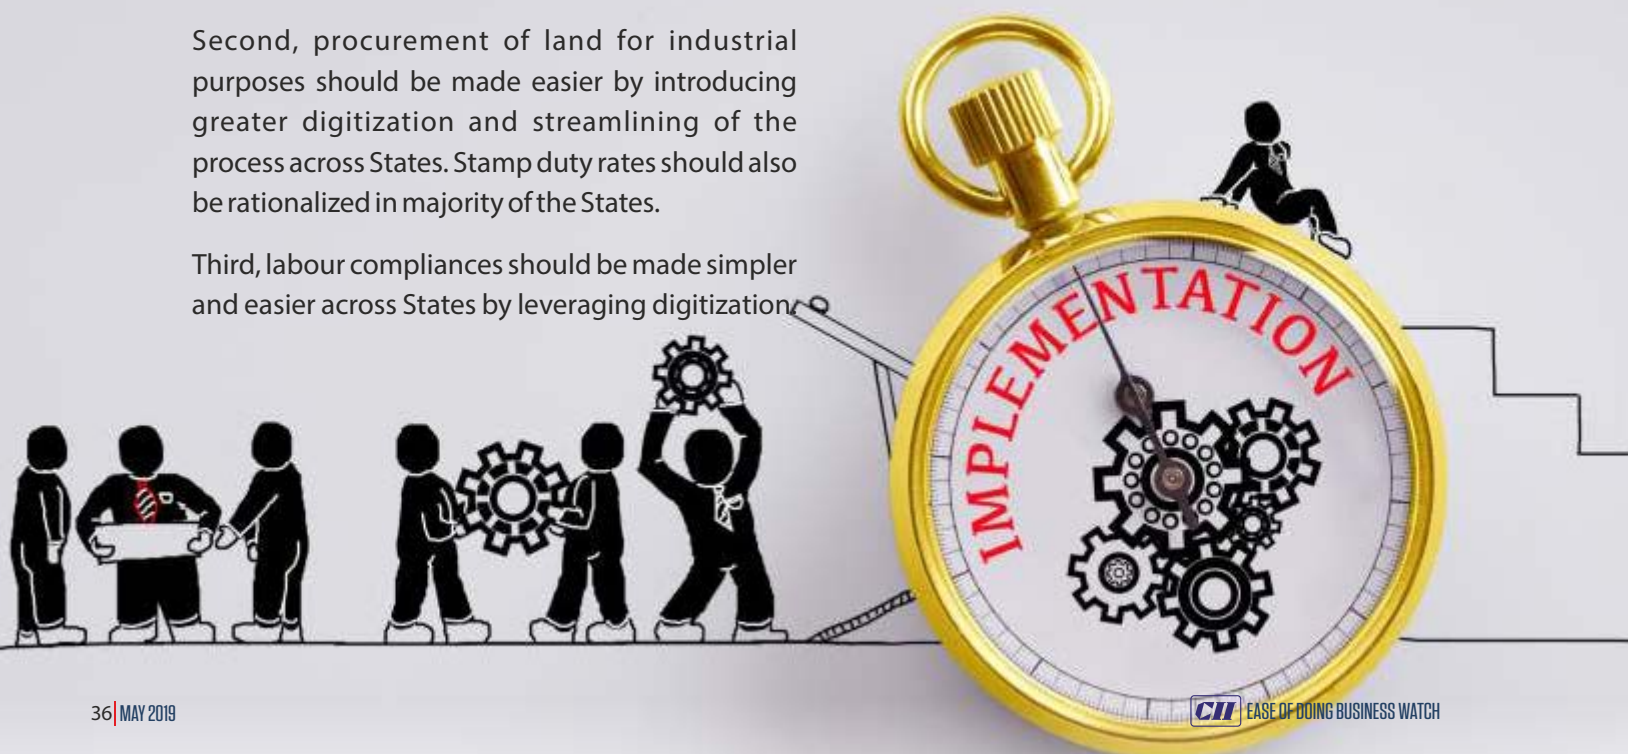 Second, procurement of land for industrial
purposes should be made easier by introducing
greater digitization and streamlining of the
process across States. Stamp duty rates should also
be rationalized in majority of the States.
Third, labour compliances should be made simpler
and easier across States by leveraging digitization.
IMPLEMENTATION
36 | MAY 2019
CII EASE OF DOING BUSINESS WATCH